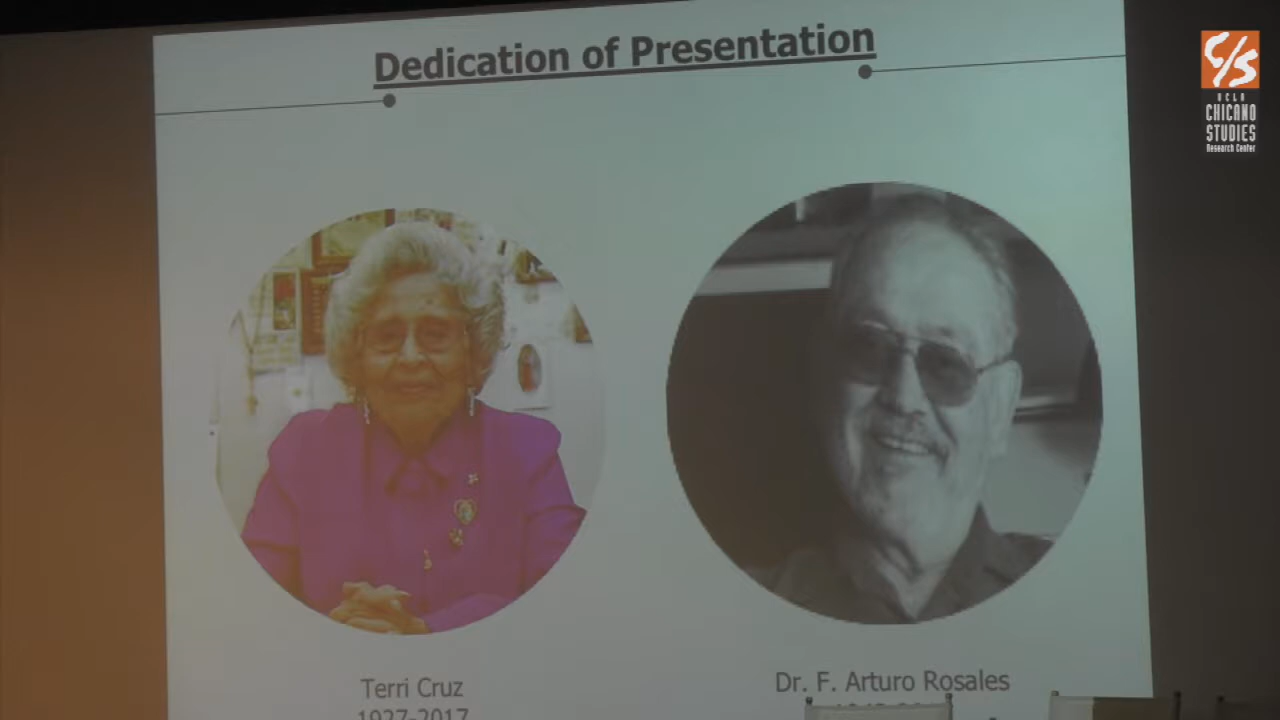 Dedication of Presentation
UCLA
CHICANO
STUDIES
Research Center
Terri Cruz
Dr. F. Arturo Rosales
1927-2017